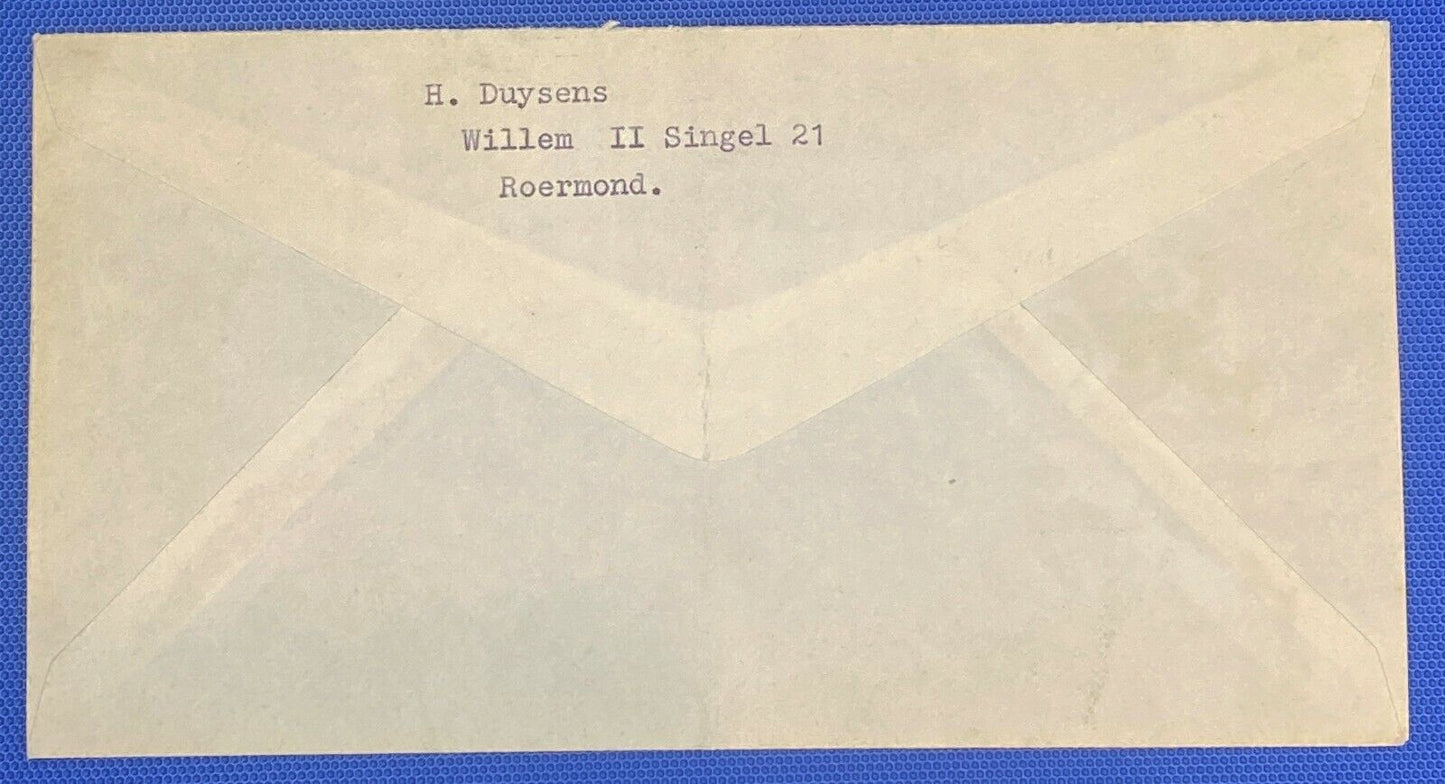 H. Duysens
Willem II Singel 21
Roermond.